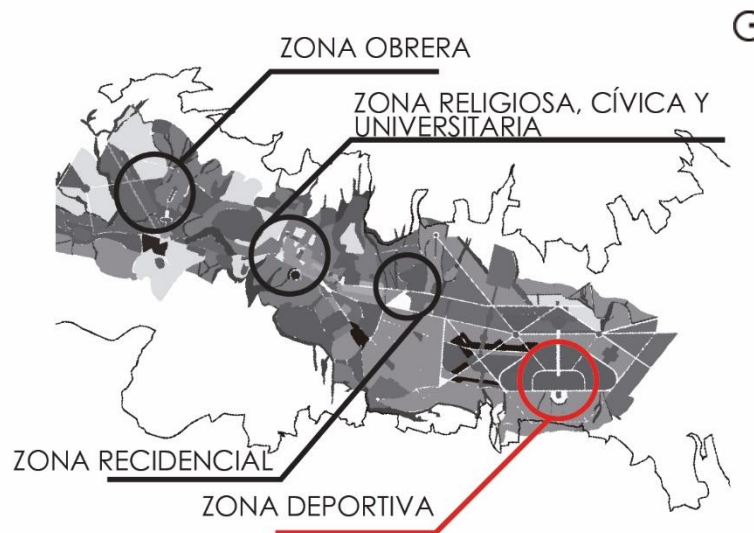 ZONA OBRERA
ZONA RELIGIOSA, CÍVICA Y
UNIVERSITARIA
ZONA RECIDENCIAL
ZONA DEPORTIVA